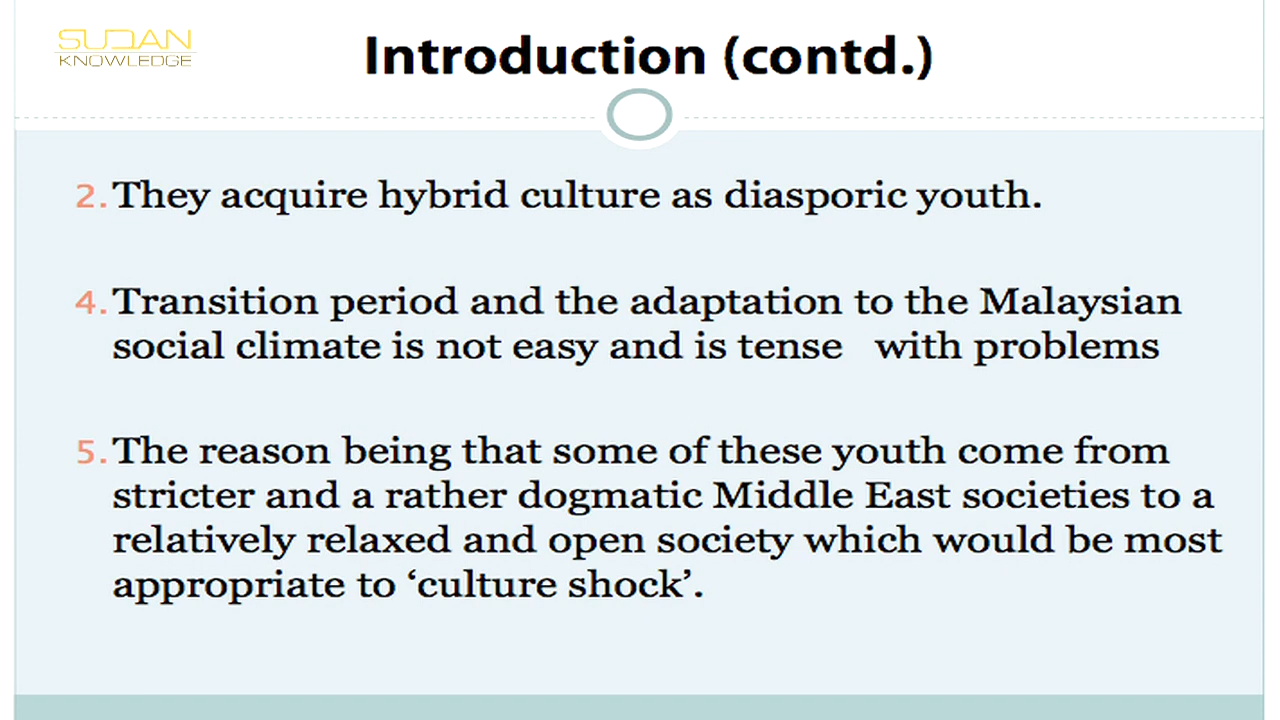 SUDAN
KNOWLEDGE
Introduction (contd.)
2. They acquire hybrid culture as diasporic youth.
4. Transition period and the adaptation to the Malaysian
social climate is not easy and is tense   with problems
5. The reason being that some of these youth come from
stricter and a rather dogmatic Middle East societies to a
relatively relaxed and open society which would be most
appropriate to ‘culture shock’.